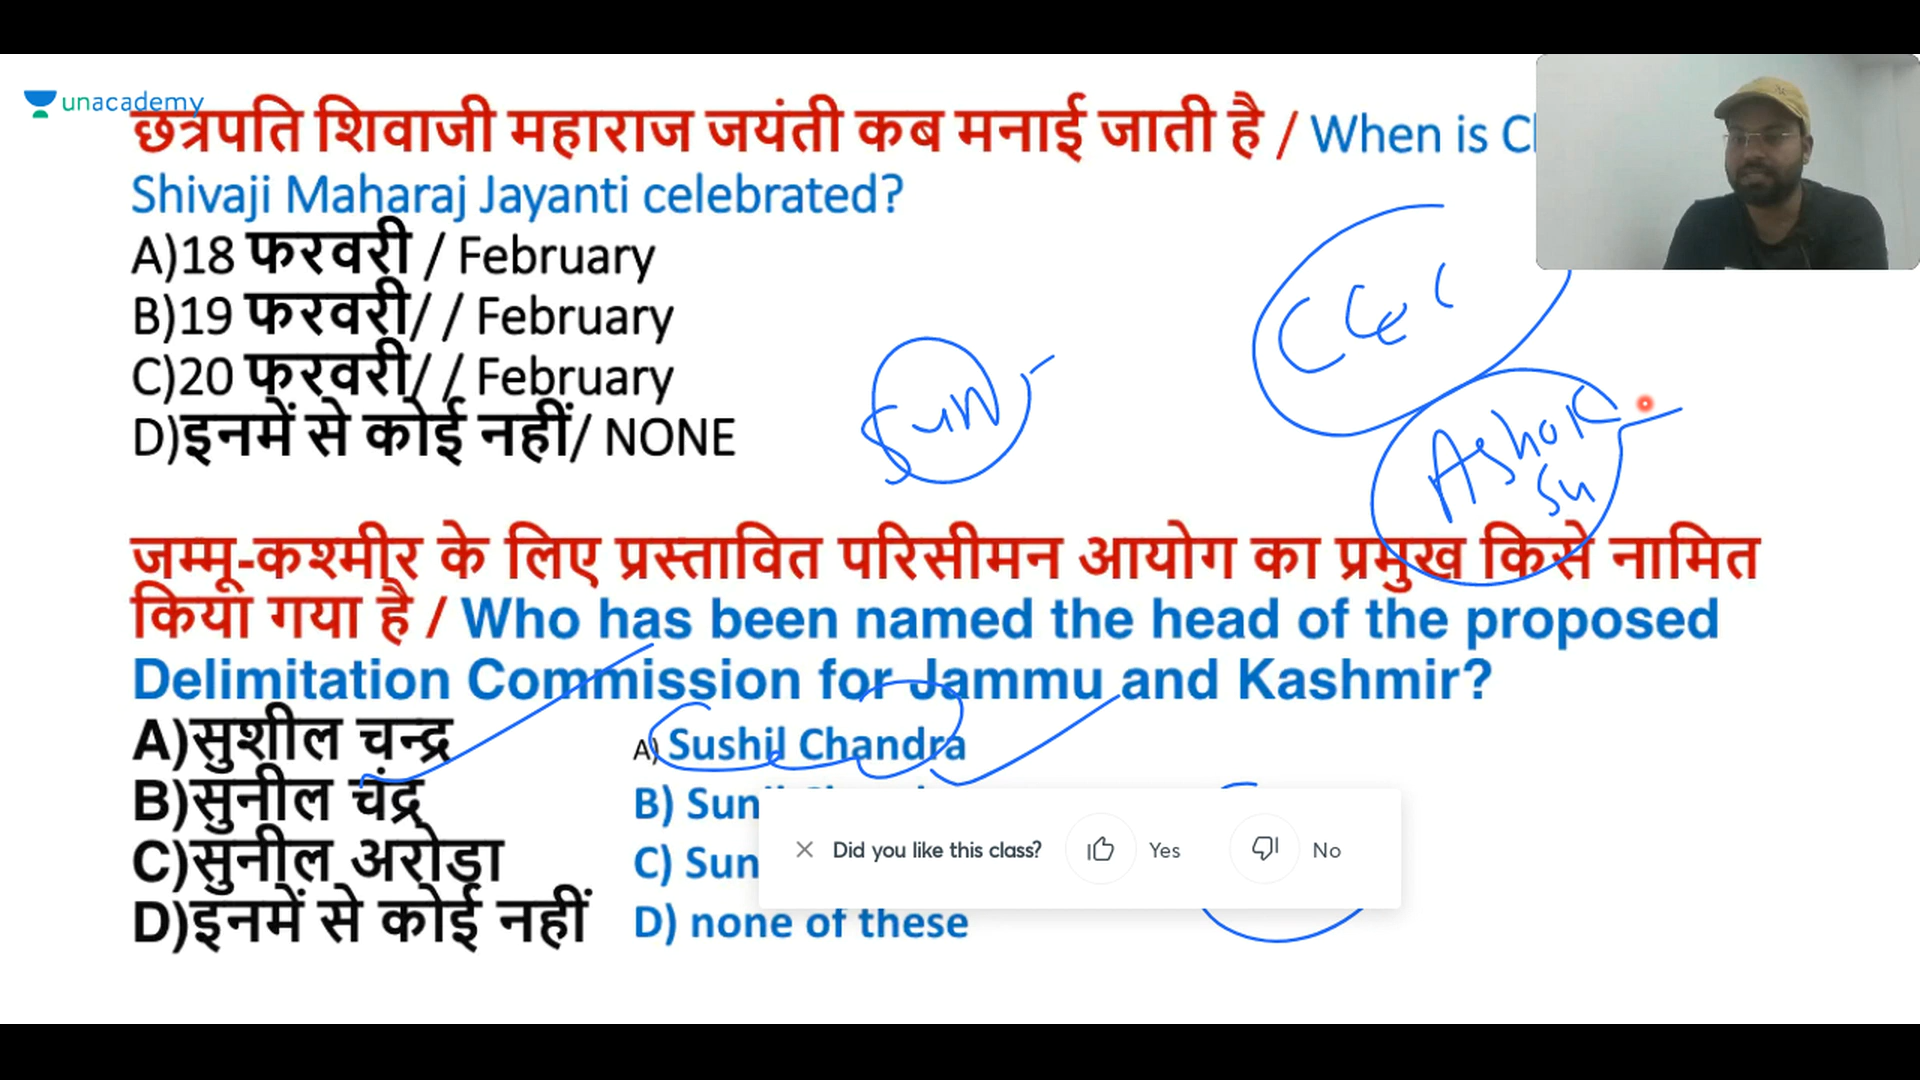 unacademy
छत्रपति शिवाजी महाराज जयंती कब मनाई जाती है / When is
Shivaji Maharaj Jayanti celebrated?
A)18 फरवरी / February
B)19 फरवरी/ / February
C)20 फरवरी/ / February
D)इनमें से कोई नहीं/ NONE
CEC
Sun
Ashok
Su
जम्मू-कश्मीर के लिए प्रस्तावित परिसीमन आयोग का प्रमुख किसे नामित
किया गया है / Who has been named the head of the proposed
Delimitation Commission for Jammu and Kashmir?
A)सुशील चन्द्र A) Sushil Chandra
B)सुनील चंद्र B)
C)सुनील अरोडा C)
D)इनमें से कोई नहीं D) none of these
Did you like this class? Yes No